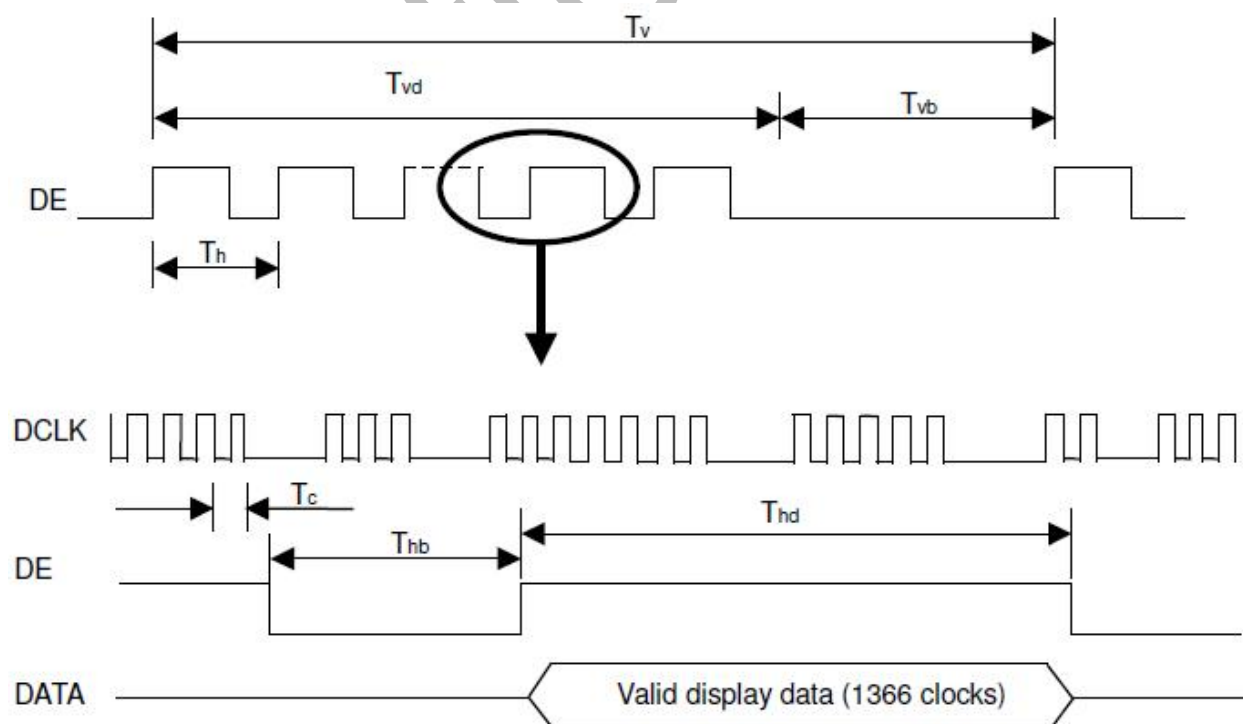 Tv
Tvd
Tvb
DE
Th
DCLK
Tc
Thd
Thb
DE
DATA
Valid display data (1366 clocks)